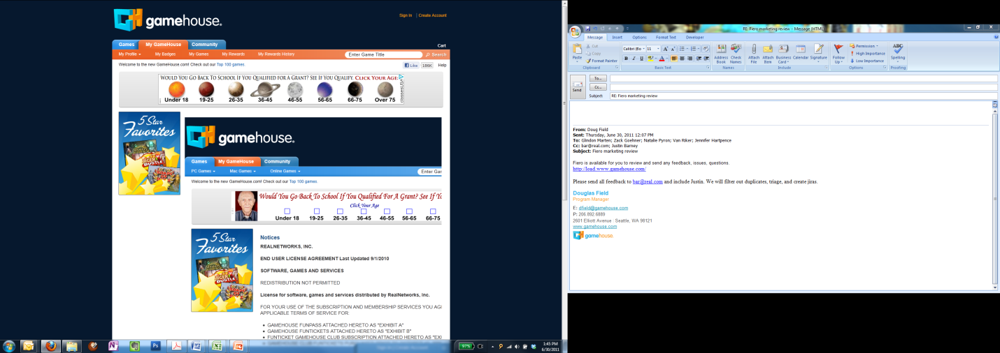 gamehouse.
Sign In | Create Account
Games My GameHouse Community
Cart
My Profile My Badges My Games My Rewards My Rewards History Enter Game Title Search
Welcome to the new GameHouse.com! Check out our Top 100 games.
Like 186K Help
WOULD YOU GO BACK TO SCHOOL IF YOU QUALIFIED FOR A GRANT? SEE IF YOU QUALIFY. CLICK YOUR AGE:
Under 18 19-25 26-35 36-45 46-55 56-65 66-75 Over 75
classesUSA
5 Star
Favorites
gamehouse.
Games My GameHouse Community
PC Games Mac Games Online Games Enter Gar
Welcome to the new GameHouse.com! Check out our Top 100 games.
Would You Go Back To School If You Qualified For A Grant? See If Y
Click Your Age
Under 18 19-25 26-35 36-45 46-55 56-65 66-75
5 Star
Favorites
Notices
REALNETWORKS, INC.
END USER LICENSE AGREEMENT Last Updated 9/1/2010
SOFTWARE, GAMES AND SERVICES
REDISTRIBUTION NOT PERMITTED
License for software, games and services distributed by RealNetworks, Inc.
FOR YOUR USE OF THE SUBSCRIPTION AND MEMBERSHIP SERVICES YOU AGI
APPLICABLE TERMS OF SERVICE FOR:
GAMEHOUSE FUNPASS ATTACHED HERETO AS "EXHIBIT A"
GAMEHOUSE FUNTICKETS ATTACHED HERETO AS "EXHIBIT B"
FUNTICKET GAMEHOUSE CLUB SUBSCRIPTION ATTACHED HERETO AS "EXI
97%
1:45 PM
6/30/2011
RE: Fiero marketing review - Message (HTML)
Message Insert Options Format Text Developer
Paste
Cut
Copy
Format Painter
Clipboard
Calibri (Bo 11
B I U
Basic Text
Address Book
Check Names
Names
Attach File
Attach Item
Business Card
Calendar
Signature
Include
Follow Up
Permission
High Importance
Low Importance
Options
ABC
Spelling
Proofing
Send
To...
Cc...
Subject: RE: Fiero marketing review
From: Doug Field
Sent: Thursday, June 30, 2011 12:07 PM
To: Glindon Marten; Zack Goehner; Natalie Pyron; Van Riker; Jennifer Hartpence
Cc: bar@real.com; Justin Barney
Subject: Fiero marketing review
Fiero is available for you to review and send any feedback, issues, questions.
http://load.www.gamehouse.com/
Please send all feedback to bar@real.com and include Justin. We will filter out duplicates, triage, and create jiras.
Douglas Field
Program Manager
E: dfield@gamehouse.com
P: 206.892.6889
2601 Elliott Avenue | Seattle, WA 98121
www.gamehouse.com
gamehouse.